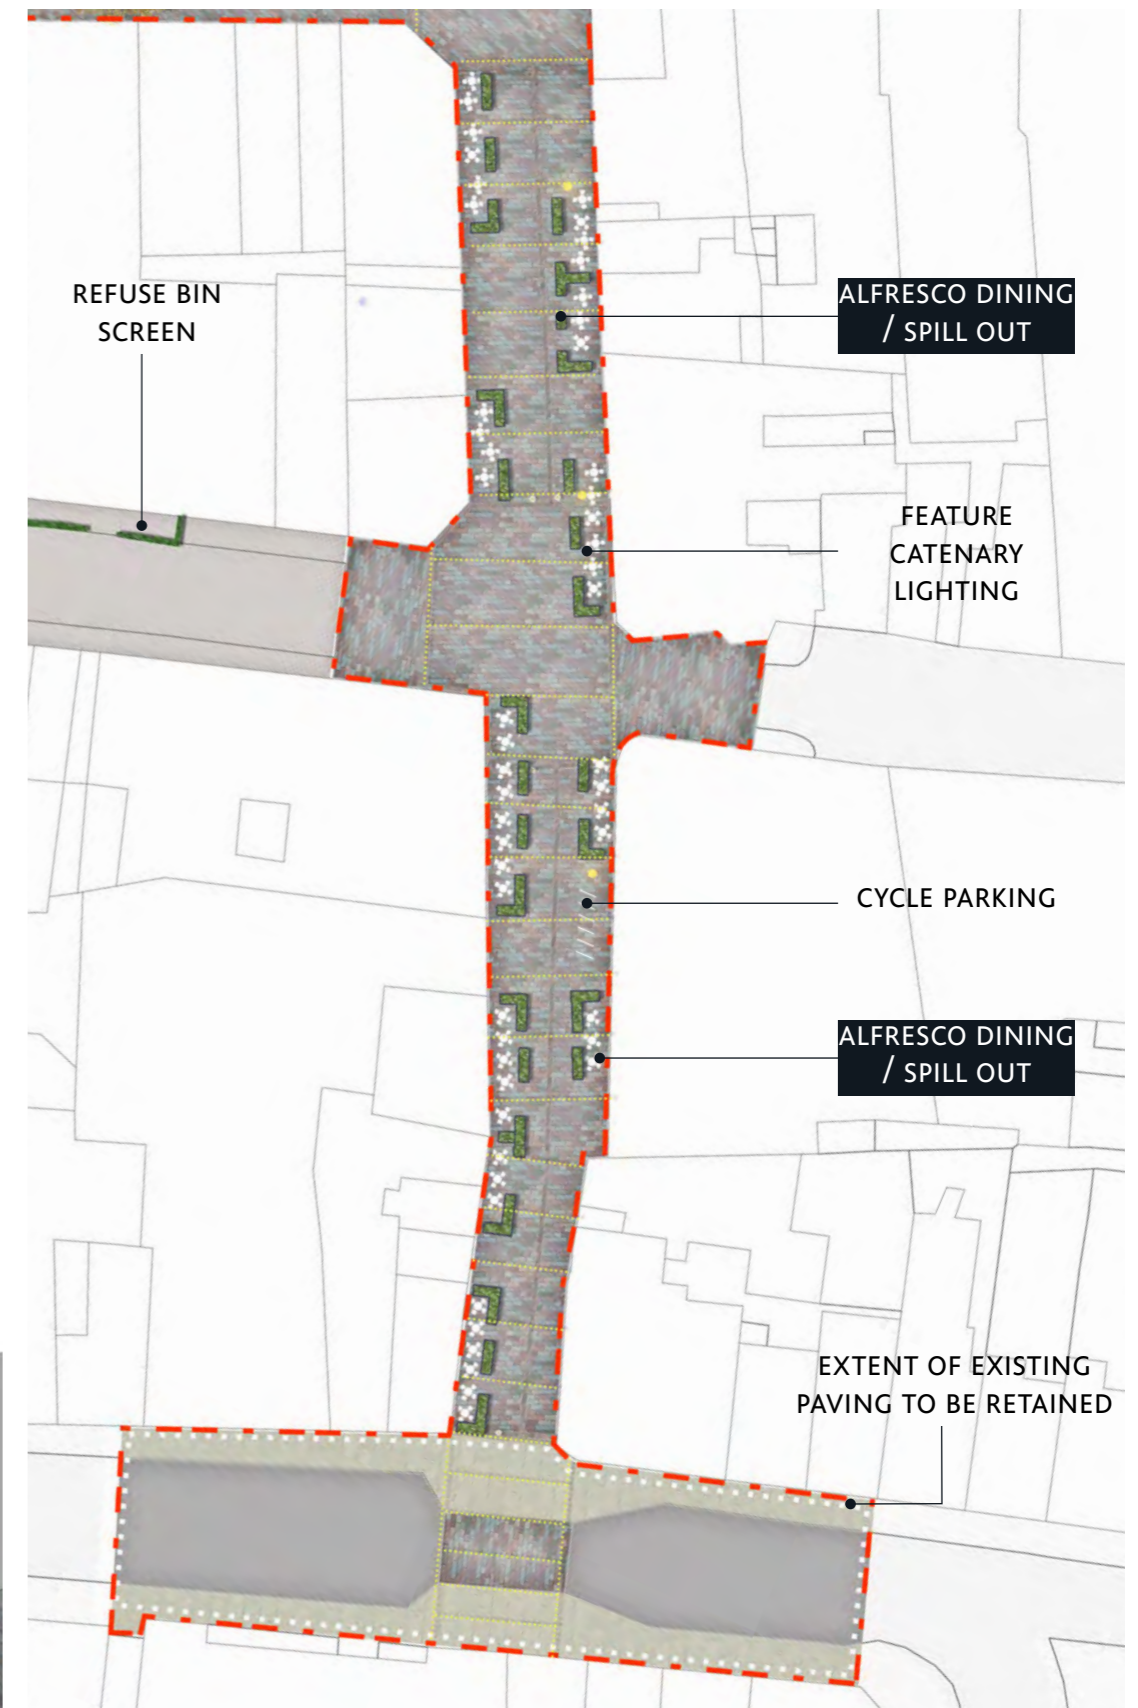 REFUSE BIN
SCREEN
ALFRESCO DINING
/ SPILL OUT
FEATURE
CATENARY
LIGHTING
CYCLE PARKING
ALFRESCO DINING
/ SPILL OUT
EXTENT OF EXISTING
PAVING TO BE RETAINED